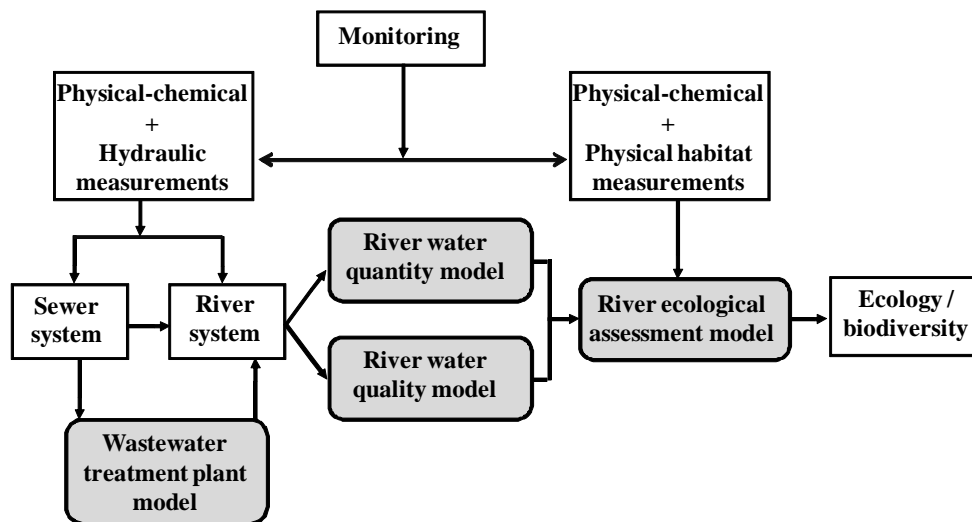 Monitoring
Physical-chemical
+
Hydraulic
measurements
Physical-chemical
+
Physical habitat
measurements
River water
quantity model
Sewer
system
River
system
River ecological
assessment model
Ecology /
biodiversity
River water
quality model
Wastewater
treatment plant
model